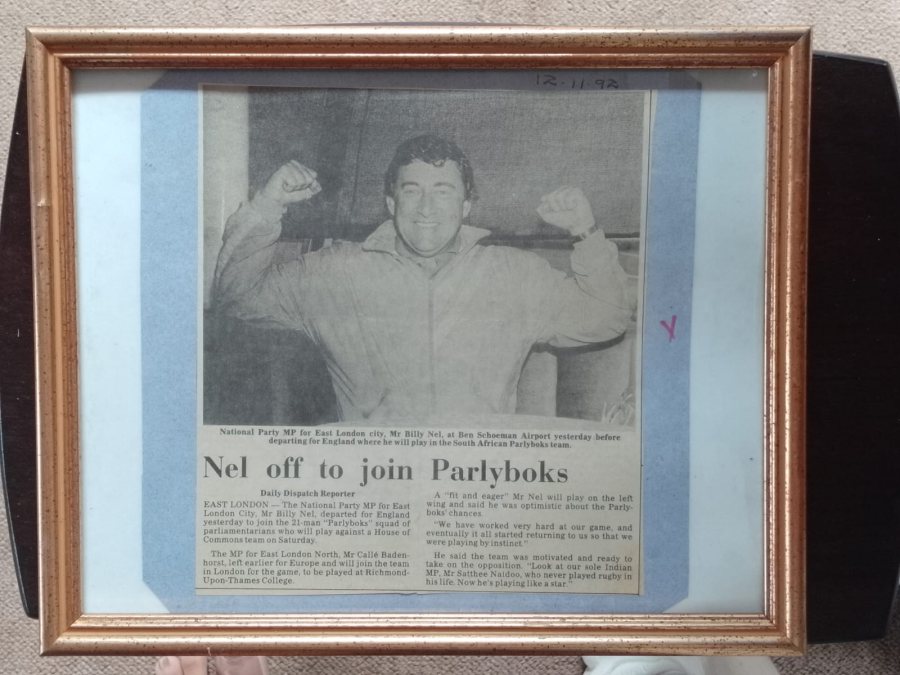 12.11.92
National Party MP for East London city, Mr Billy Nel, at Ben Schoeman Airport yesterday before
departing for England where he will play in the South African Parlyboks team.
Nel off to join Parlyboks
Daily Dispatch Reporter
EAST LONDON — The National Party MP for East
London City, Mr Billy Nel, departed for England
yesterday to join the 21-man "Parlyboks" squad of
parliamentarians who will play against a House of
Commons team on Saturday.
The MP for East London North, Mr Callé Baden-
horst, left earlier for Europe and will join the team
in London for the game, to be played at Richmond-
Upon-Thames College.
A "fit and eager" Mr Nel will play on the left
wing and said he was optimistic about the Parly-
boks' chances.
"We have worked very hard at our game, and
eventually it all started returning to us so that we
were playing by instinct."
He said the team was motivated and ready to
take on the opposition. "Look at our sole Indian
MP, Mr Satthee Naidoo, who never played rugby in
his life. Now he's playing like a star."